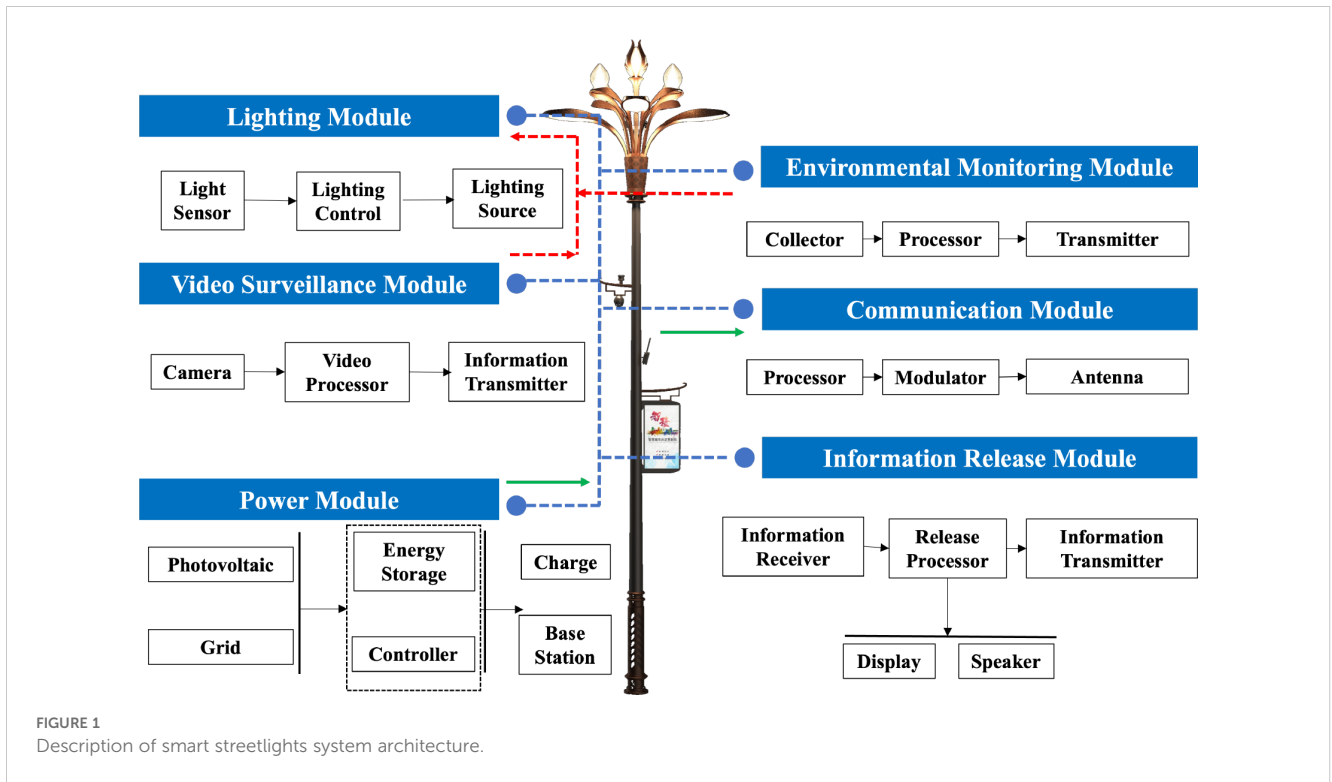 Lighting Module
Light
Sensor
Lighting
Control
Lighting
Source
Video Surveillance Module
Camera
Video
Processor
Information
Transmitter
Power Module
Photovoltaic
Grid
Energy
Storage
Controller
Charge
Base
Station
Environmental Monitoring Module
Collector
Processor
Transmitter
Communication Module
Processor
Modulator
Antenna
Information Release Module
Information
Receiver
Release
Processor
Information
Transmitter
Display
Speaker
FIGURE 1
Description of smart streetlights system architecture.